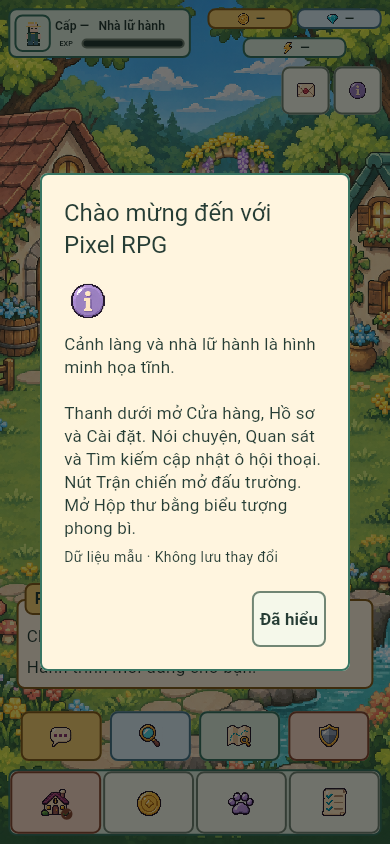 Cấp — Nhà lữ hành
EXP
—
—
—
Chào mừng đến với
Pixel RPG
Cảnh làng và nhà lữ hành là hình
minh họa tĩnh.
Thanh dưới mở Cửa hàng, Hồ sơ
và Cài đặt. Nói chuyện, Quan sát
và Tìm kiếm cập nhật ô hội thoại.
Nút Trận chiến mở đấu trường.
Mở Hộp thư bằng biểu tượng
phong bì.
Dữ liệu mẫu · Không lưu thay đổi
Đã hiểu